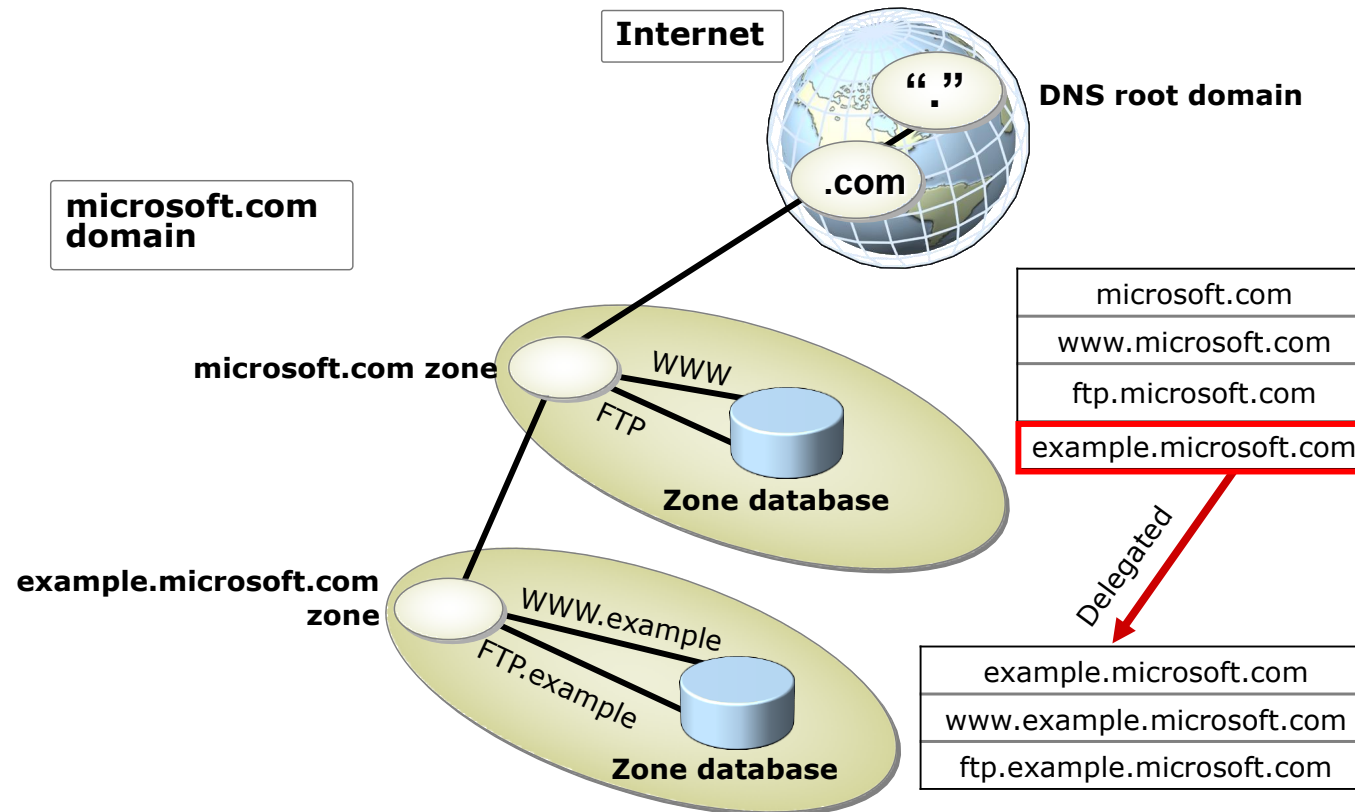 Internet
“.”
DNS root domain
.com
microsoft.com
domain
microsoft.com zone
WWW
FTP
Zone database
microsoft.com
www.microsoft.com
ftp.microsoft.com
example.microsoft.com
Delegated
example.microsoft.com
zone
WWW.example
FTP.example
Zone database
example.microsoft.com
www.example.microsoft.com
ftp.example.microsoft.com